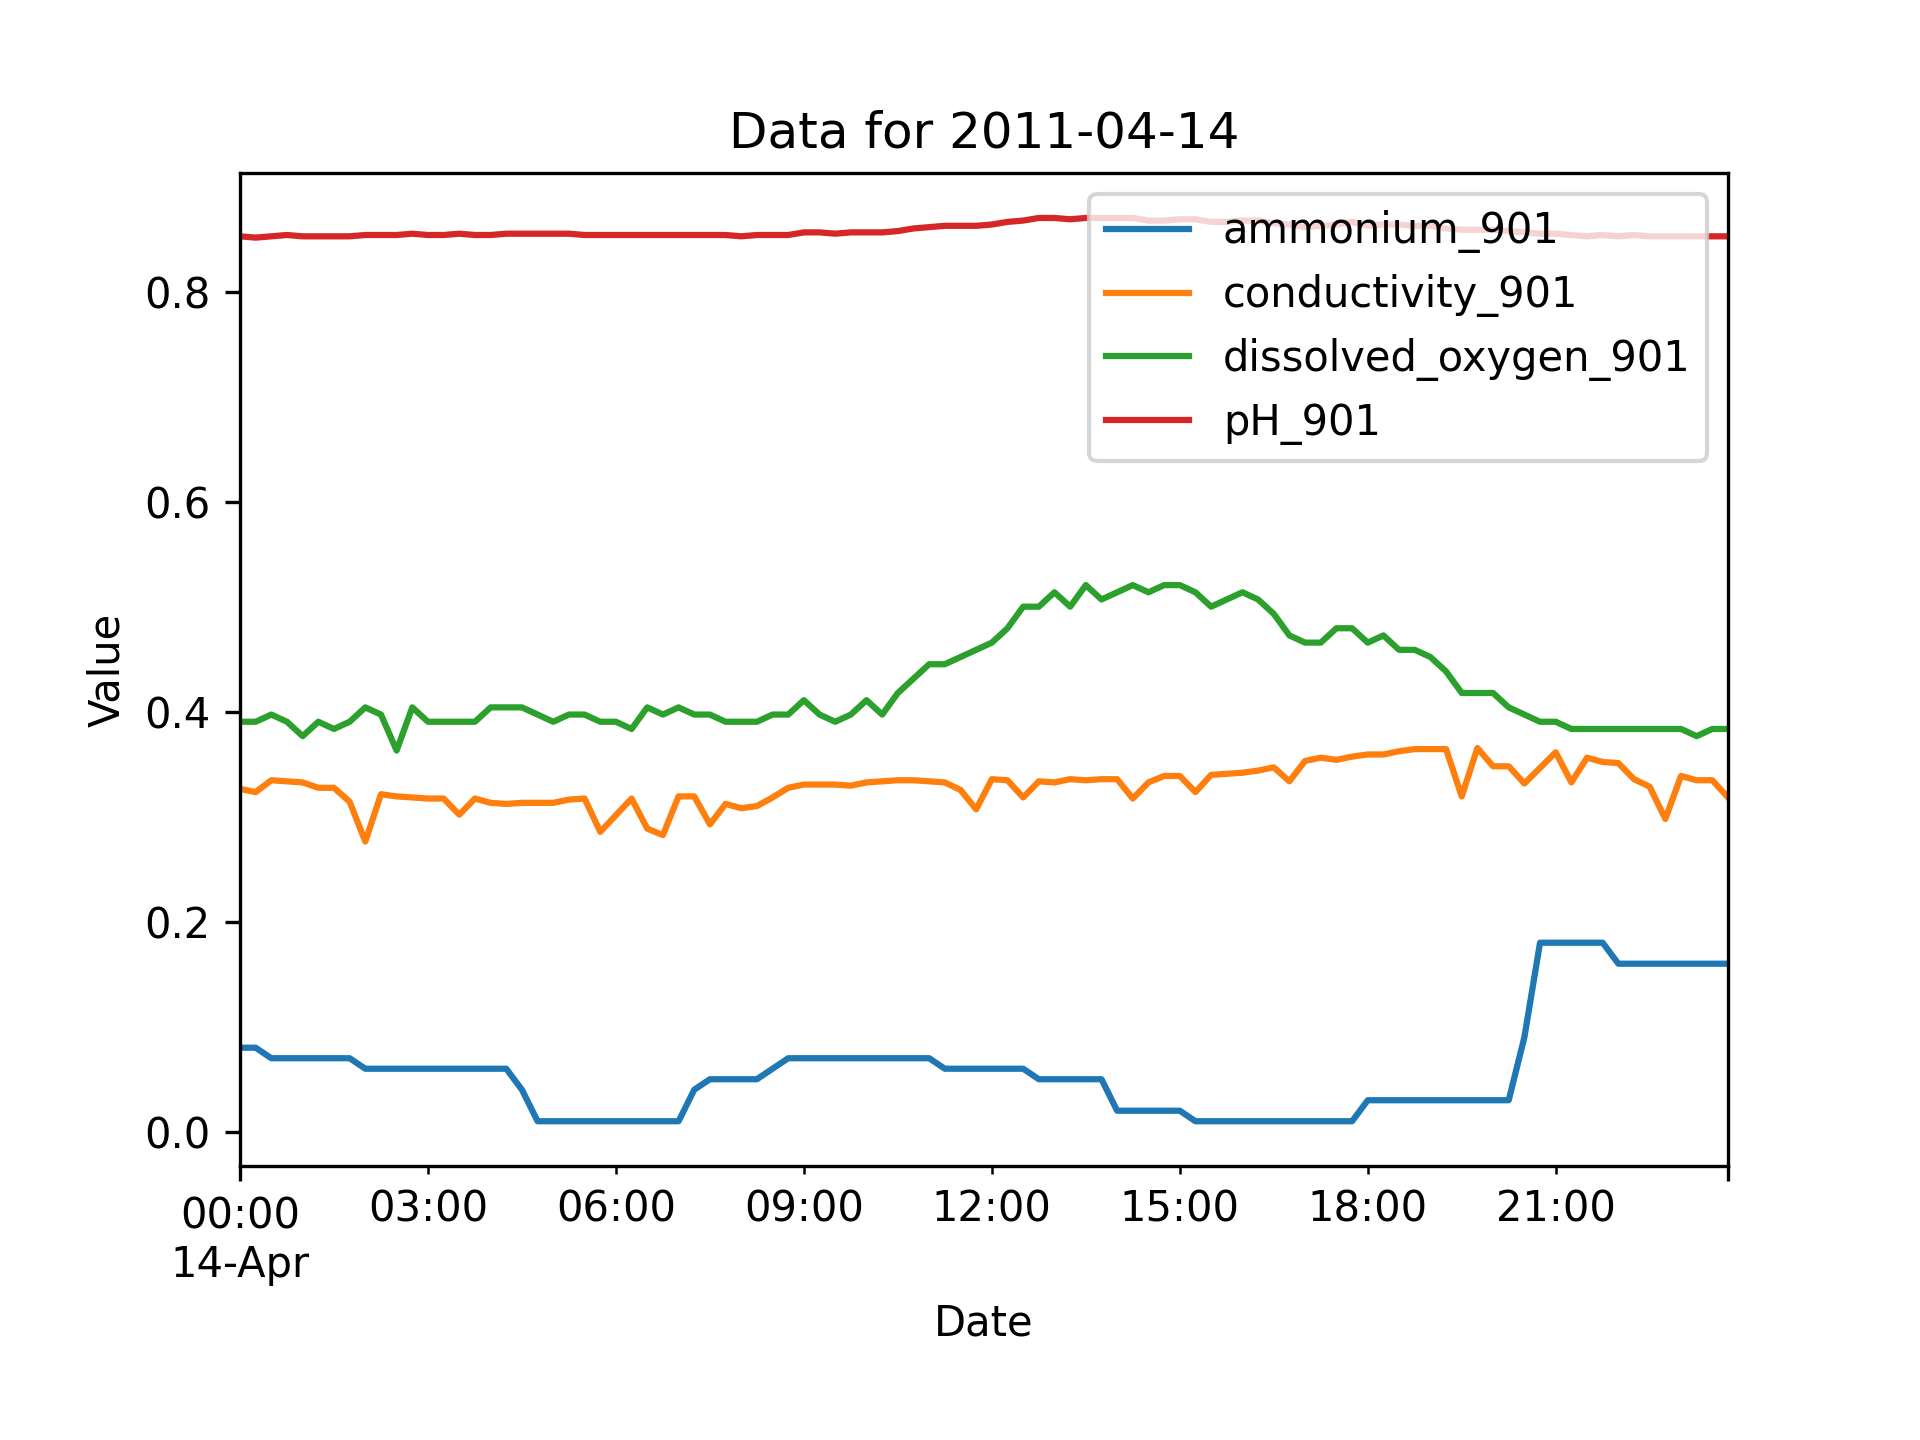 Data for 2011-04-14
ammonium_901
conductivity_901
dissolved_oxygen_901
pH_901
0.8
0.6
0.4
0.2
0.0
Value
00:00 03:00 06:00 09:00 12:00 15:00 18:00 21:00
14-Apr
Date